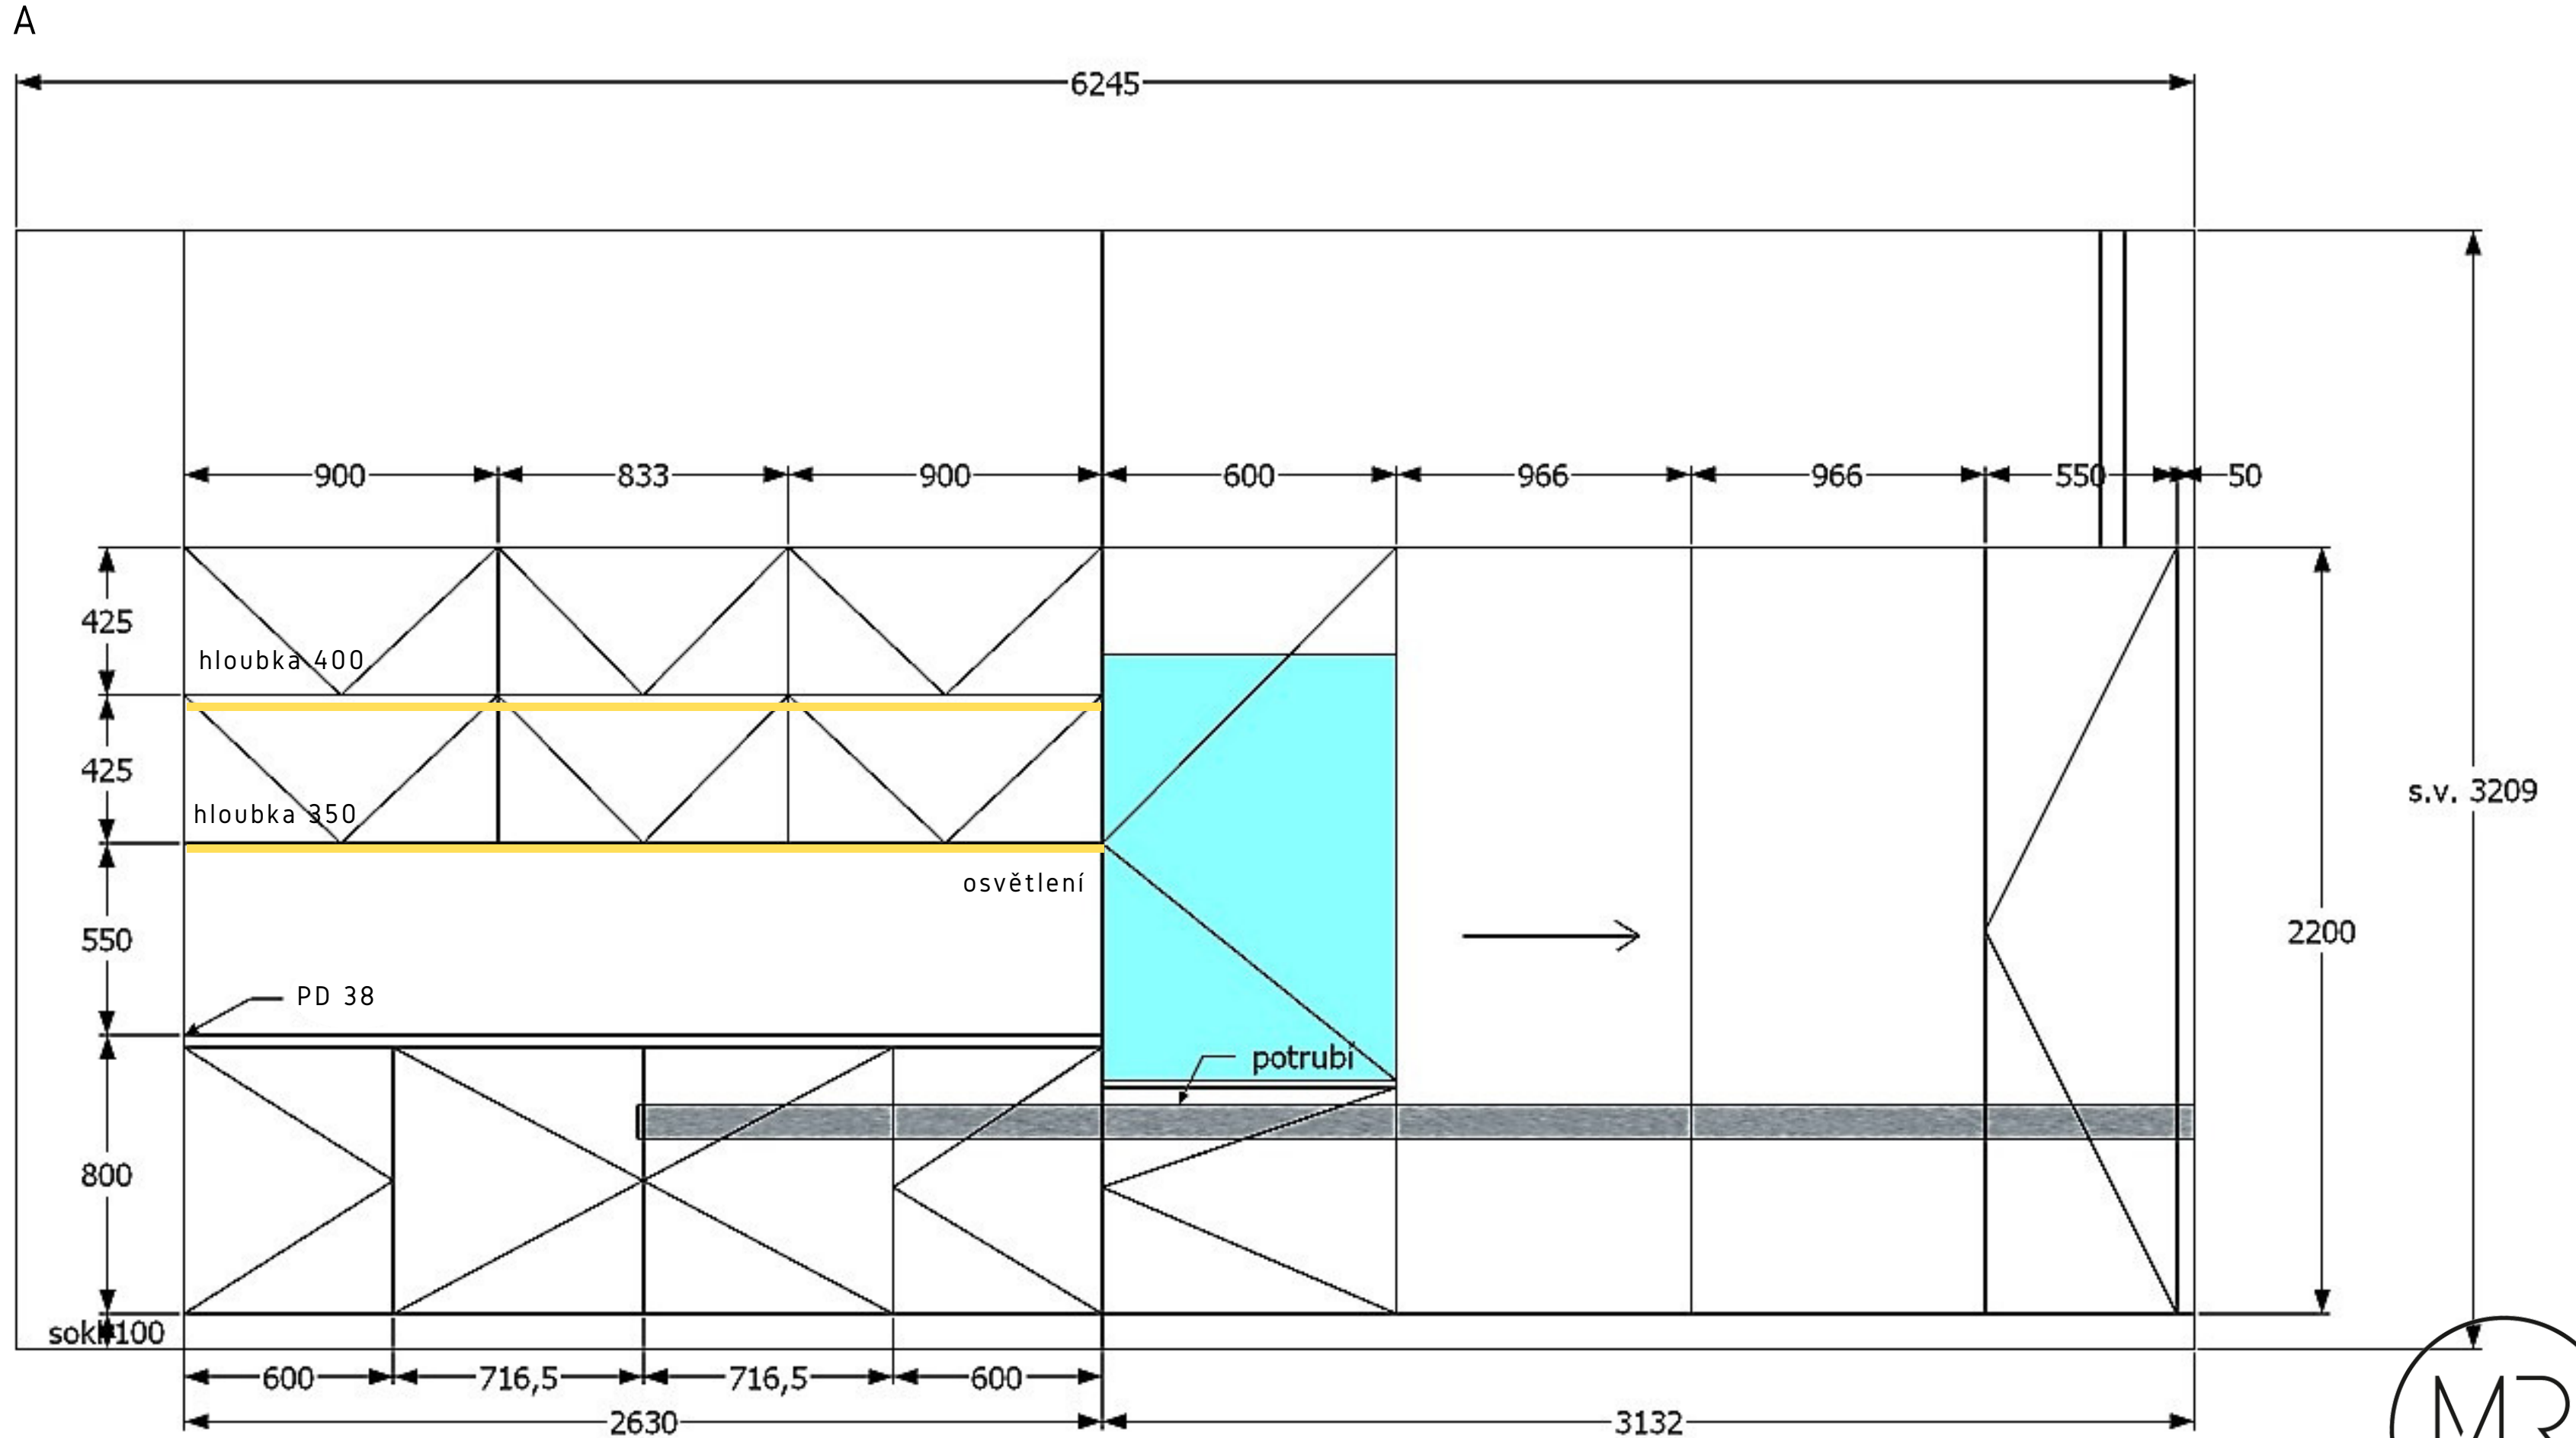 A
6245
900 833 900 600 966 966 550 50
425
hloubka 400
425
hloubka 350
s.v. 3209
osvětlení
550
2200
PD 38
potrubí
800
sokl 100
600 716,5 716,5 600
2630 3132
MR